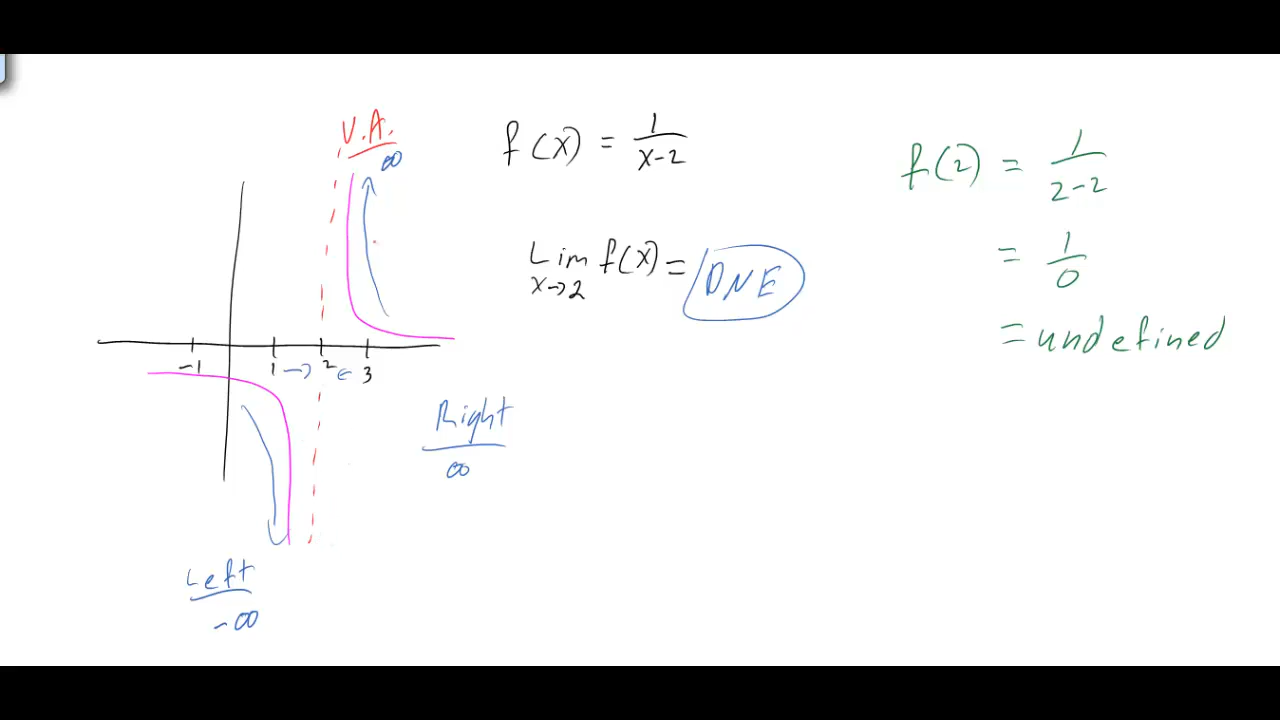 V.A.
∞
f(x) = 1/(x-2)
Lim f(x) = DNE
x→2
-1 1 → 2 ← 3
Right
∞
Left
-∞
f(2) = 1/(2-2)
= 1/0
= undefined